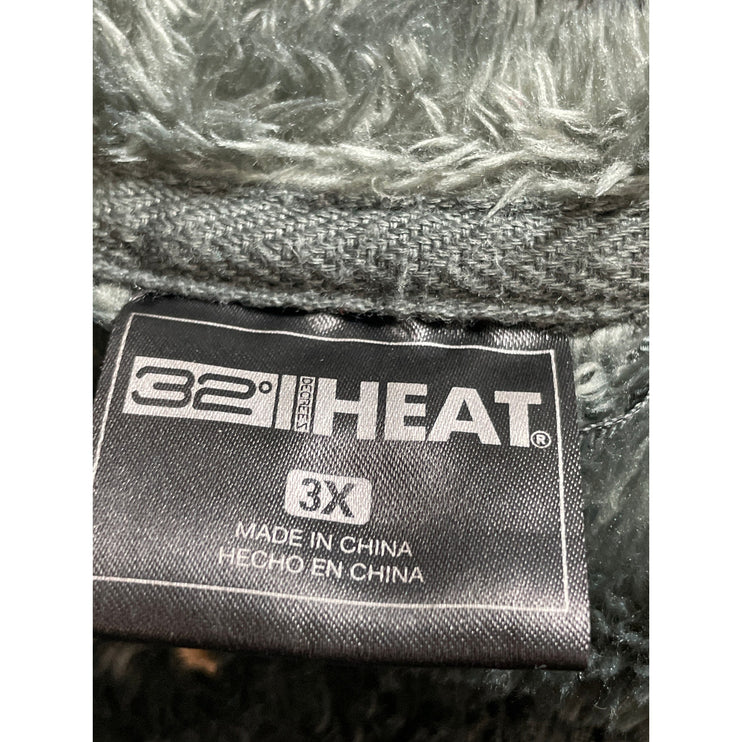 32° DEGREES HEAT®
3X
MADE IN CHINA
HECHO EN CHINA